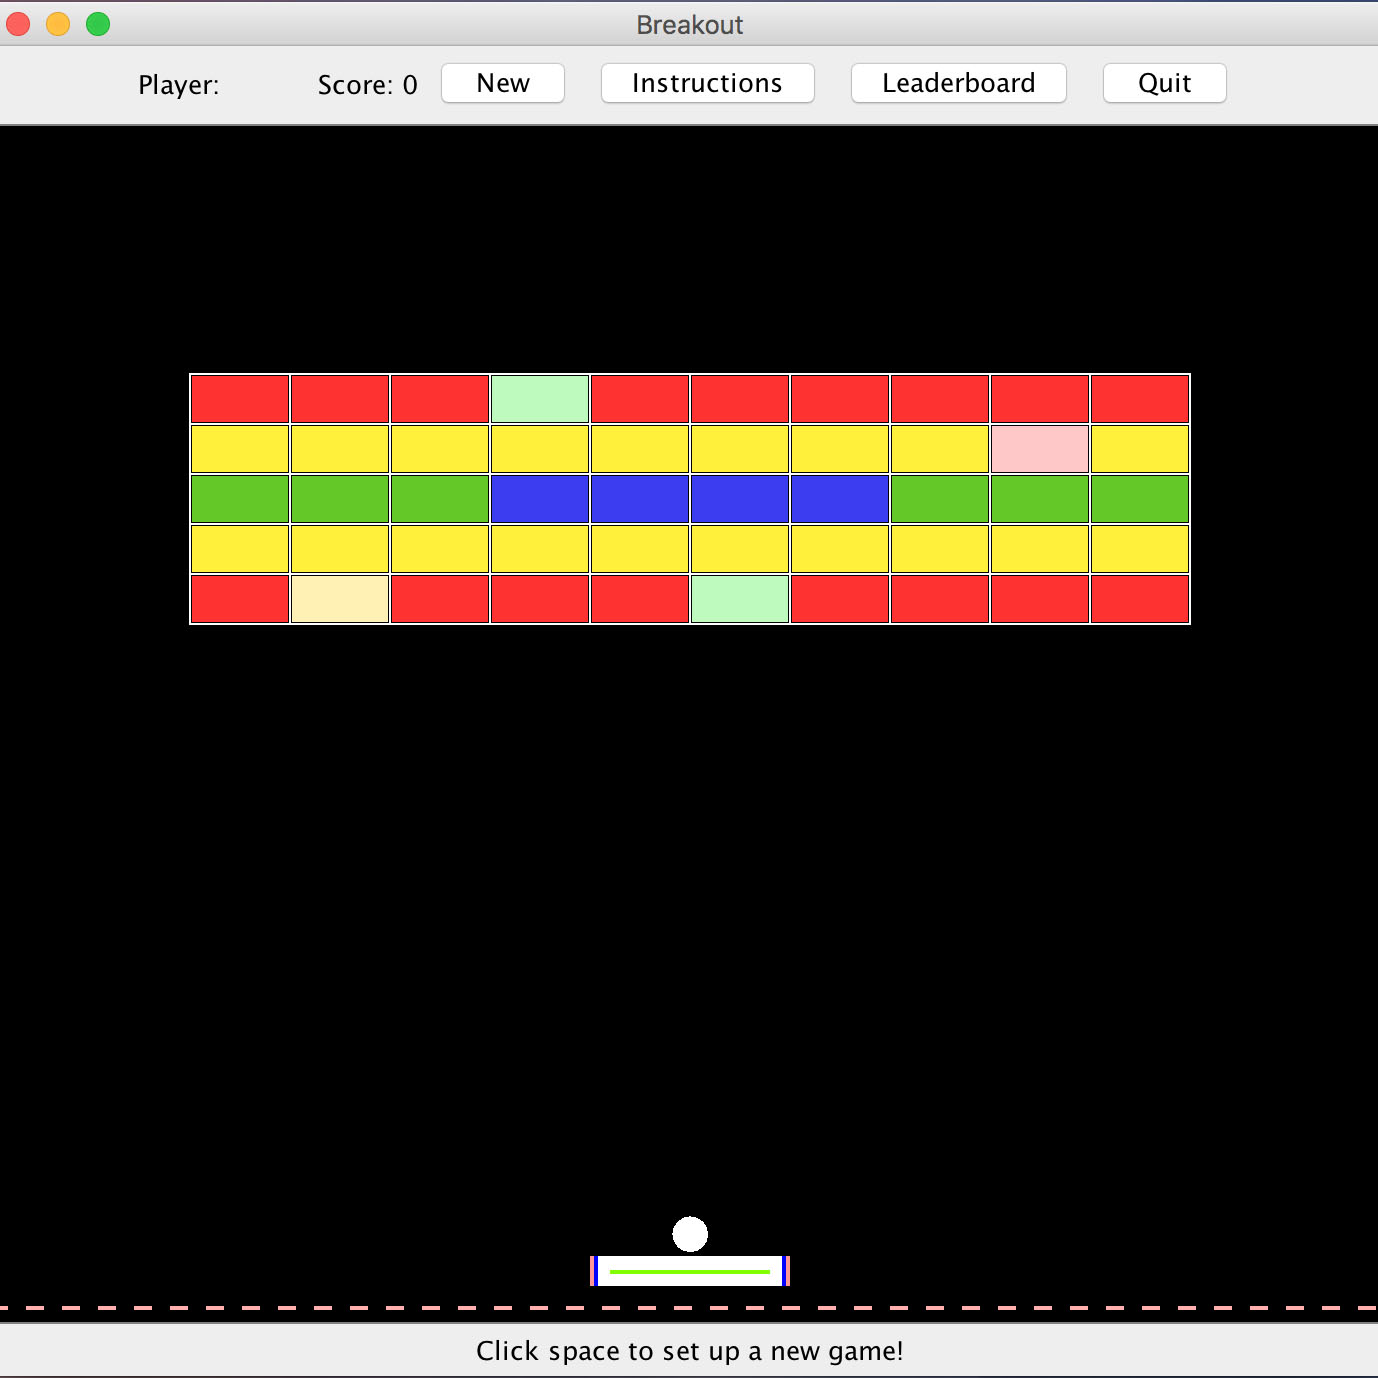 Breakout
Player: Score: 0 New Instructions Leaderboard Quit
Click space to set up a new game!